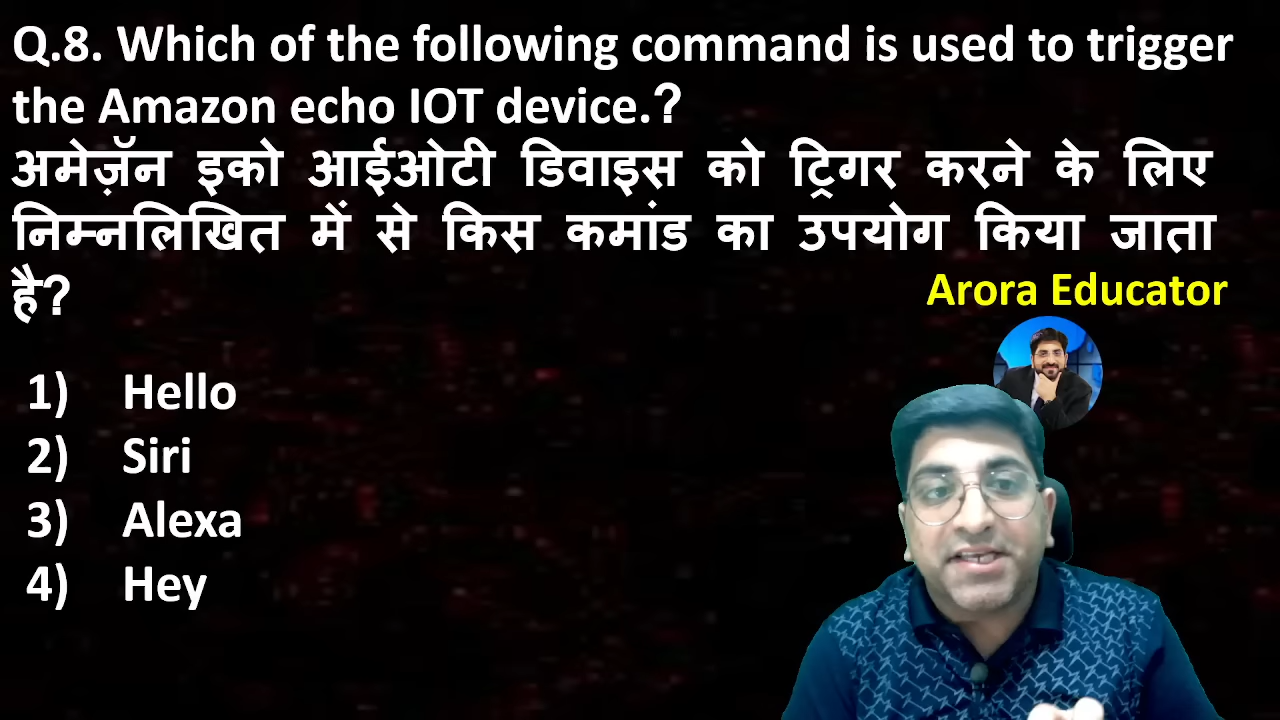 Q.8. Which of the following command is used to trigger
the Amazon echo IOT device.?
अमेज़ॅन इको आईओटी डिवाइस को ट्रिगर करने के लिए
निम्नलिखित में से किस कमांड का उपयोग किया जाता
है?
Arora Educator
1) Hello
2) Siri
3) Alexa
4) Hey